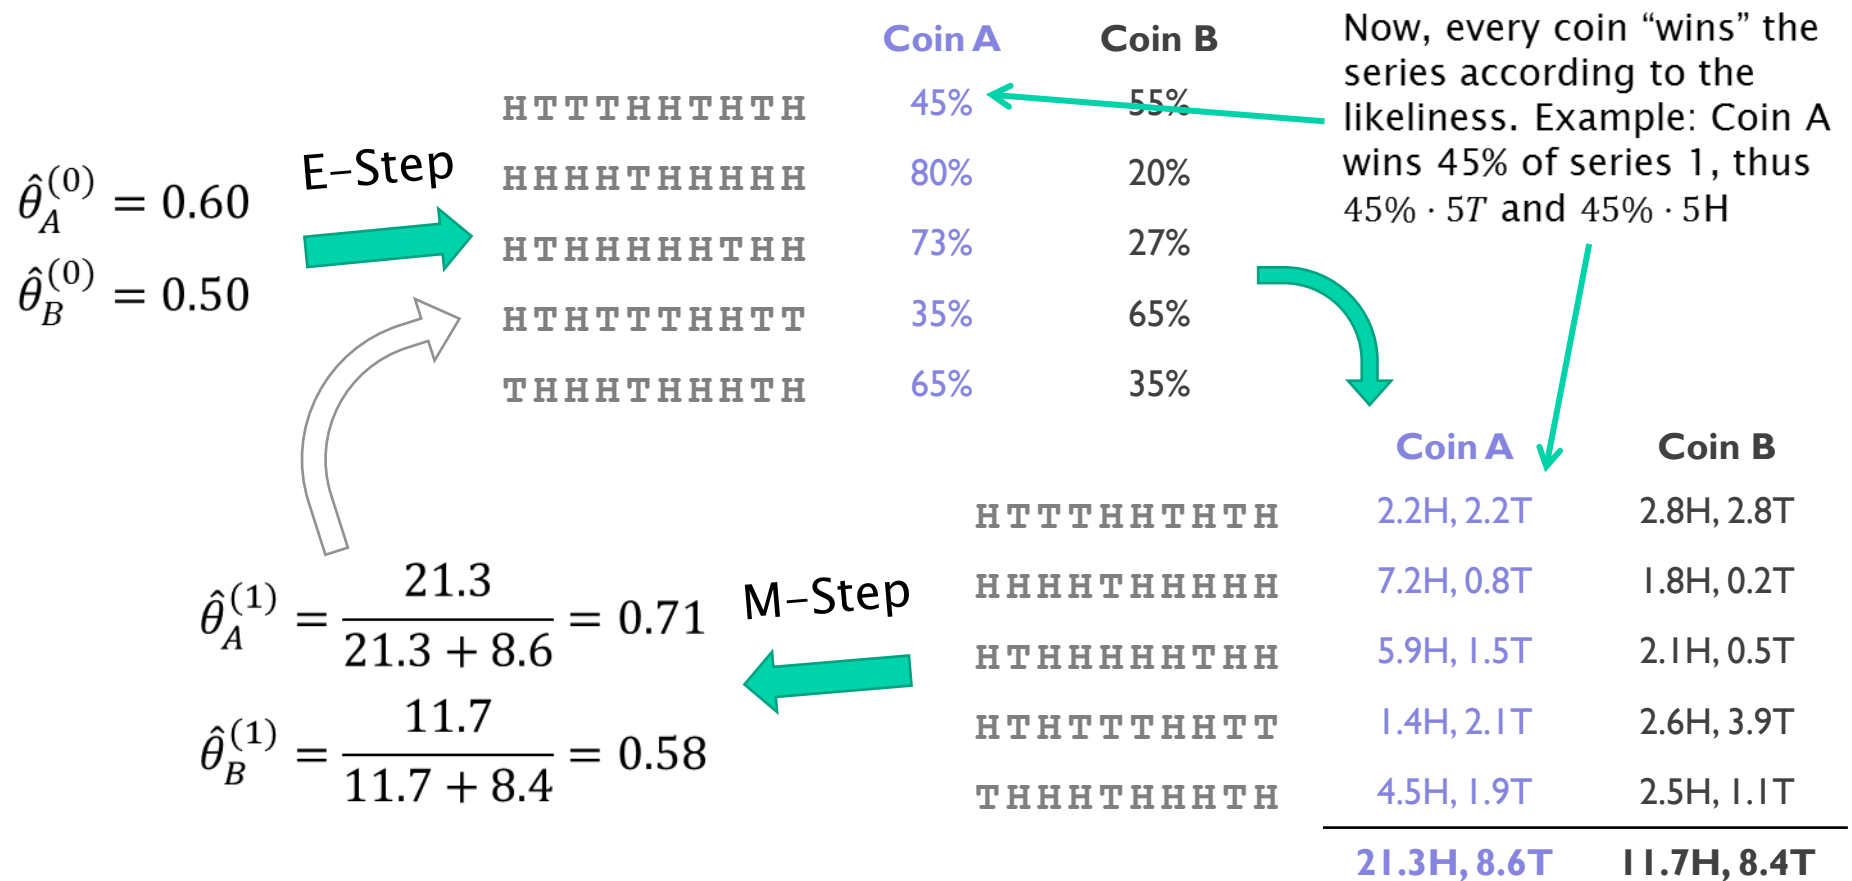 Coin A Coin B
HTTTHHTHTH 45% 55%
HHHHTHHHHH 80% 20%
HTHHHHHTHH 73% 27%
HTHTTTHHTT 35% 65%
THHHTHHHTH 65% 35%
Now, every coin “wins” the
series according to the
likeliness. Example: Coin A
wins 45% of series 1, thus
45% · 5T and 45% · 5H
E-Step
θ̂_A^(0) = 0.60
θ̂_B^(0) = 0.50
Coin A Coin B
HTTTHHTHTH 2.2H, 2.2T 2.8H, 2.8T
HHHHTHHHHH 7.2H, 0.8T 1.8H, 0.2T
HTHHHHHTHH 5.9H, 1.5T 2.1H, 0.5T
HTHTTTHHTT 1.4H, 2.1T 2.6H, 3.9T
THHHTHHHTH 4.5H, 1.9T 2.5H, 1.1T
21.3H, 8.6T 11.7H, 8.4T
M-Step
θ̂_A^(1) = 21.3 / (21.3 + 8.6) = 0.71
θ̂_B^(1) = 11.7 / (11.7 + 8.4) = 0.58